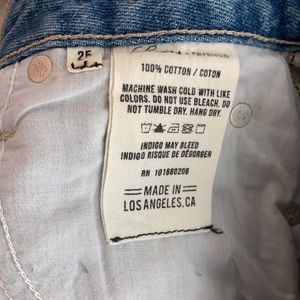 100% COTTON / COTON
MACHINE WASH COLD WITH LIKE
COLORS. DO NOT USE BLEACH. DO
NOT TUMBLE DRY. HANG DRY.
INDIGO MAY BLEED
INDIGO RISQUE DE DÉGORGER
RN 101680206
MADE IN
LOS ANGELES, CA